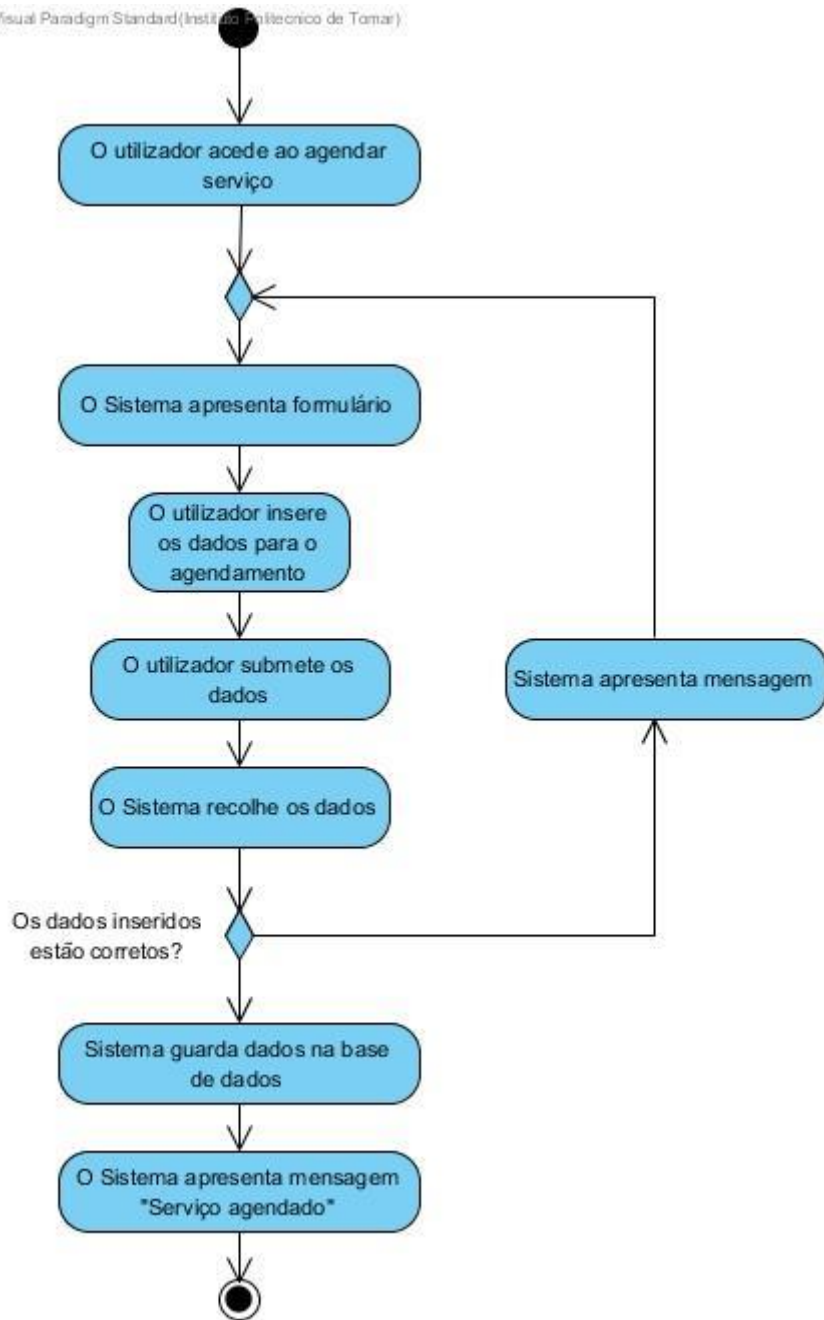 Visual Paradigm Standard(Instituto Politecnico de Tomar)
O utilizador acede ao agendar
serviço
O Sistema apresenta formulário
O utilizador insere
os dados para o
agendamento
O utilizador submete os
dados
Sistema apresenta mensagem
O Sistema recolhe os dados
Os dados inseridos
estão corretos?
Sistema guarda dados na base
de dados
O Sistema apresenta mensagem
"Serviço agendado"